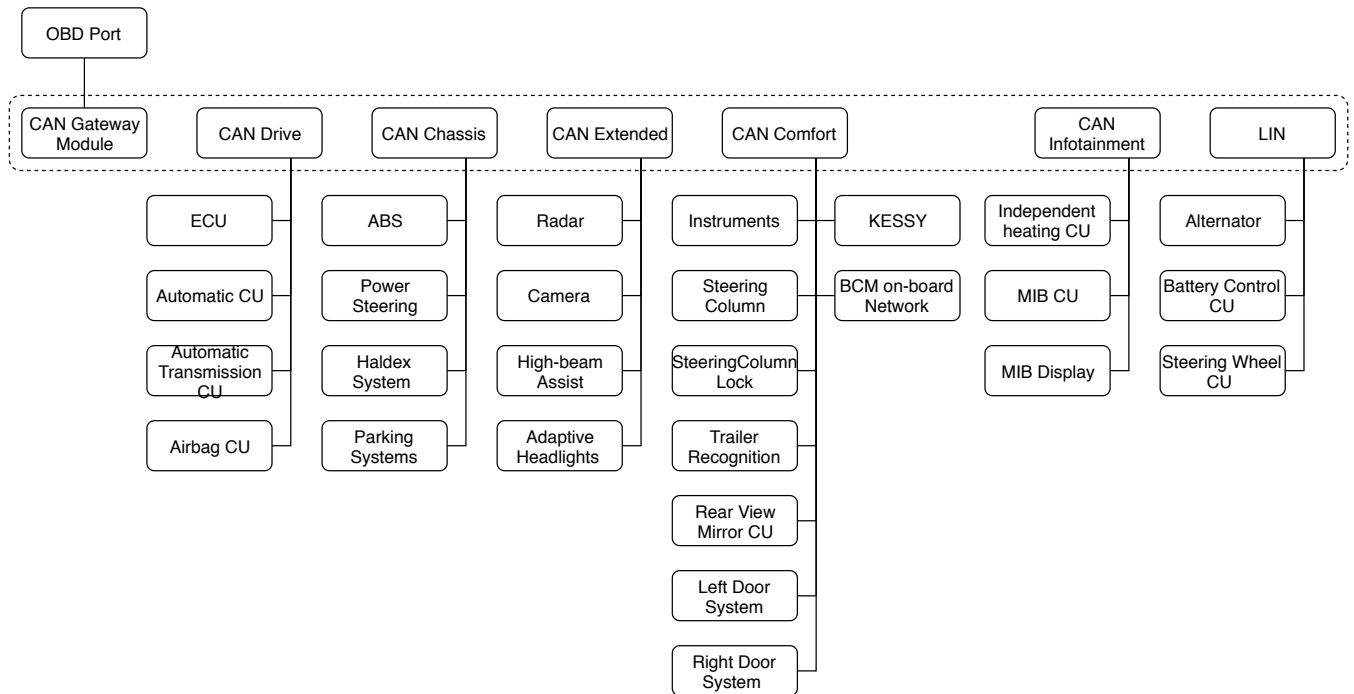 OBD Port
CAN Gateway
Module
CAN Drive
CAN Chassis
CAN Extended
CAN Comfort
CAN
Infotainment
LIN
ECU
Automatic CU
Automatic
Transmission
CU
Airbag CU
ABS
Power
Steering
Haldex
System
Parking
Systems
Radar
Camera
High-beam
Assist
Adaptive
Headlights
Instruments
Steering
Column
SteeringColumn
Lock
Trailer
Recognition
Rear View
Mirror CU
Left Door
System
Right Door
System
KESSY
BCM on-board
Network
Independent
heating CU
MIB CU
MIB Display
Alternator
Battery Control
CU
Steering Wheel
CU